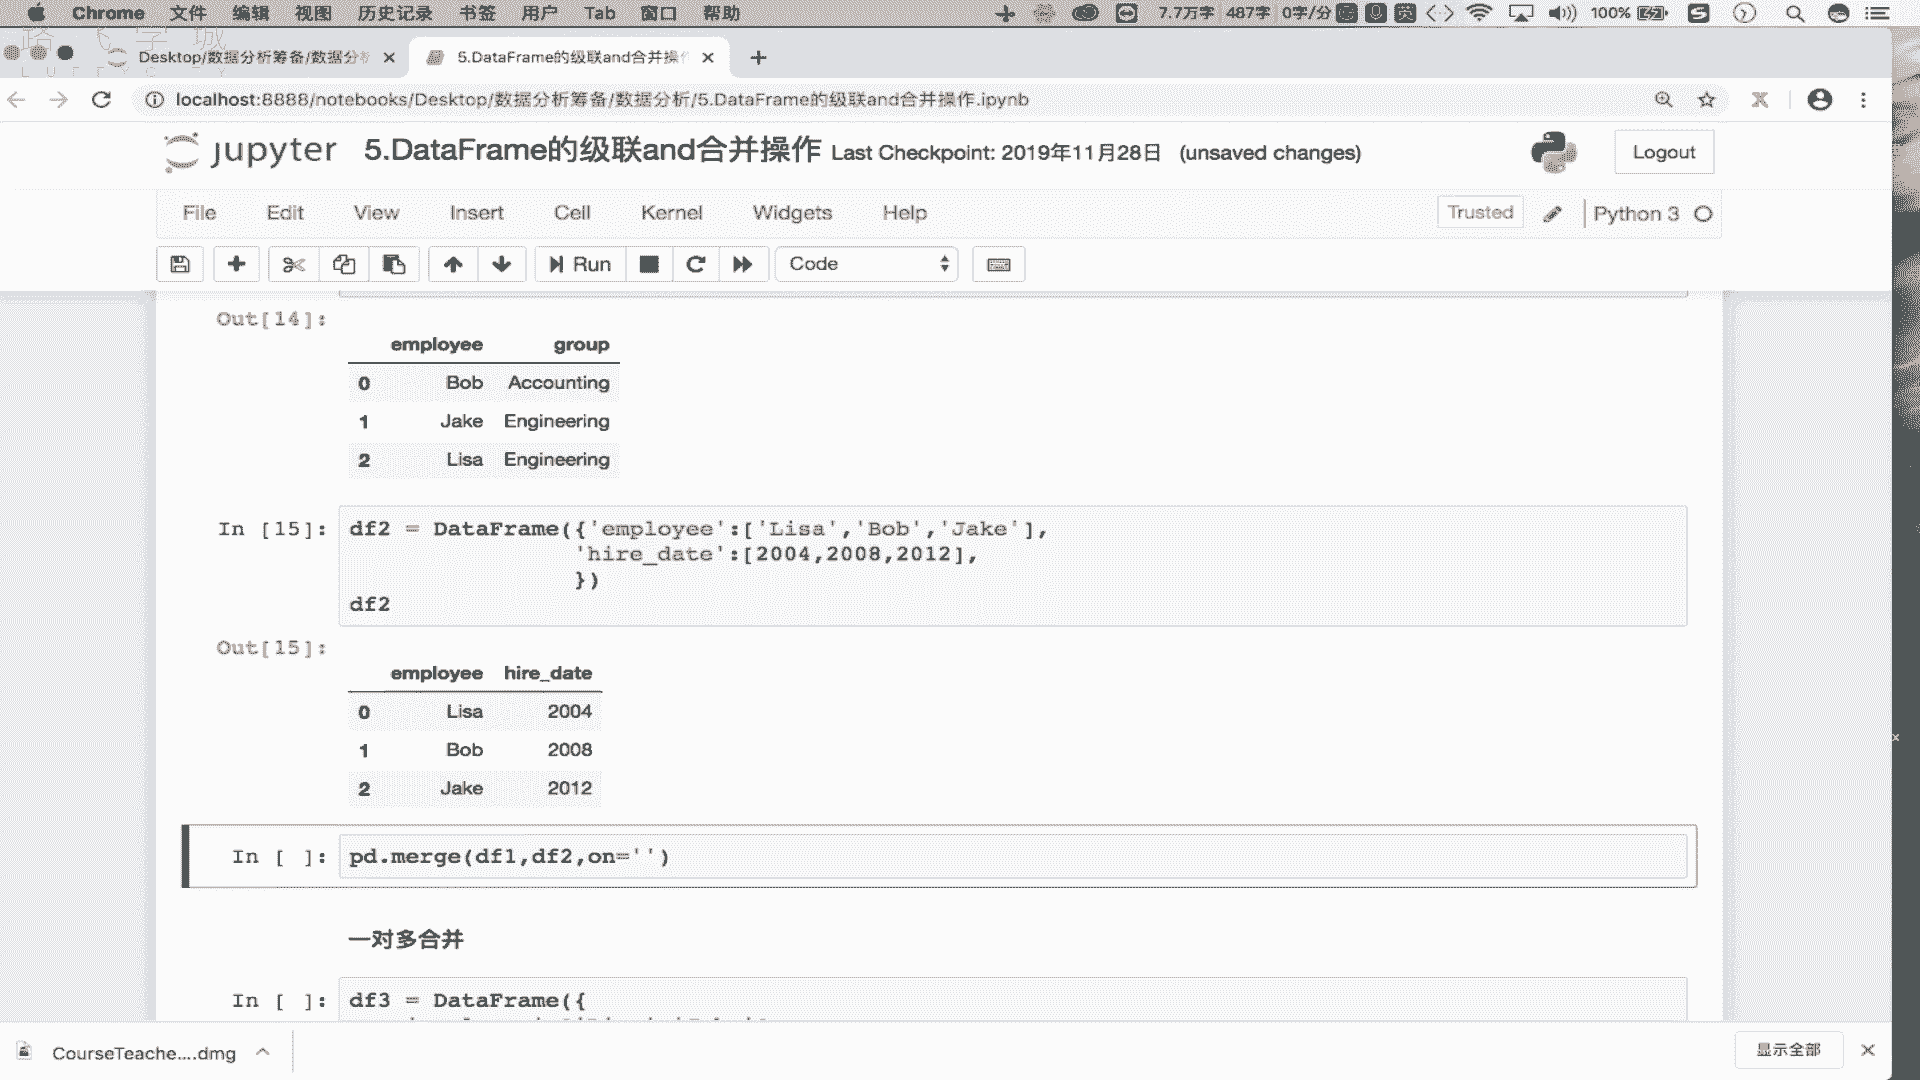 Chrome 文件 编辑 视图 历史记录 书签 用户 Tab 窗口 帮助 7.7万字 487字 0字/分 英 100%
Desktop/数据分析筹备/数据分析 5.DataFrame的级联and合并操作
localhost:8888/notebooks/Desktop/数据分析筹备/数据分析/5.DataFrame的级联and合并操作.ipynb
jupyter 5.DataFrame的级联and合并操作 Last Checkpoint: 2019年11月28日 (unsaved changes) Logout
File Edit View Insert Cell Kernel Widgets Help Trusted Python 3
Run Code
Out[14]:
employee group
0 Bob Accounting
1 Jake Engineering
2 Lisa Engineering
In [15]: df2 = DataFrame({'employee':['Lisa','Bob','Jake'],
'hire_date':[2004,2008,2012],
})
df2
Out[15]:
employee hire_date
0 Lisa 2004
1 Bob 2008
2 Jake 2012
In [ ]: pd.merge(df1,df2,on='')
一对多合并
In [ ]: df3 = DataFrame({
CourseTeache....dmg 显示全部